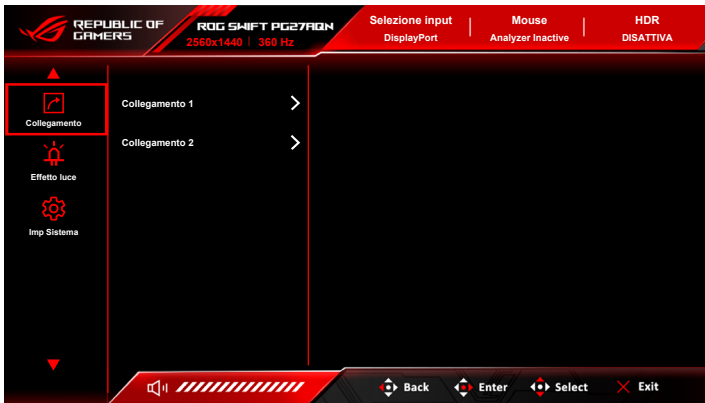 REPUBLIC OF
GAMERS
ROG SWIFT PG27AQN
2560x1440 | 360 Hz
Selezione input
DisplayPort
Mouse
Analyzer Inactive
HDR
DISATTIVA
Collegamento
Effetto luce
Imp Sistema
Collegamento 1
Collegamento 2
Back
Enter
Select
Exit